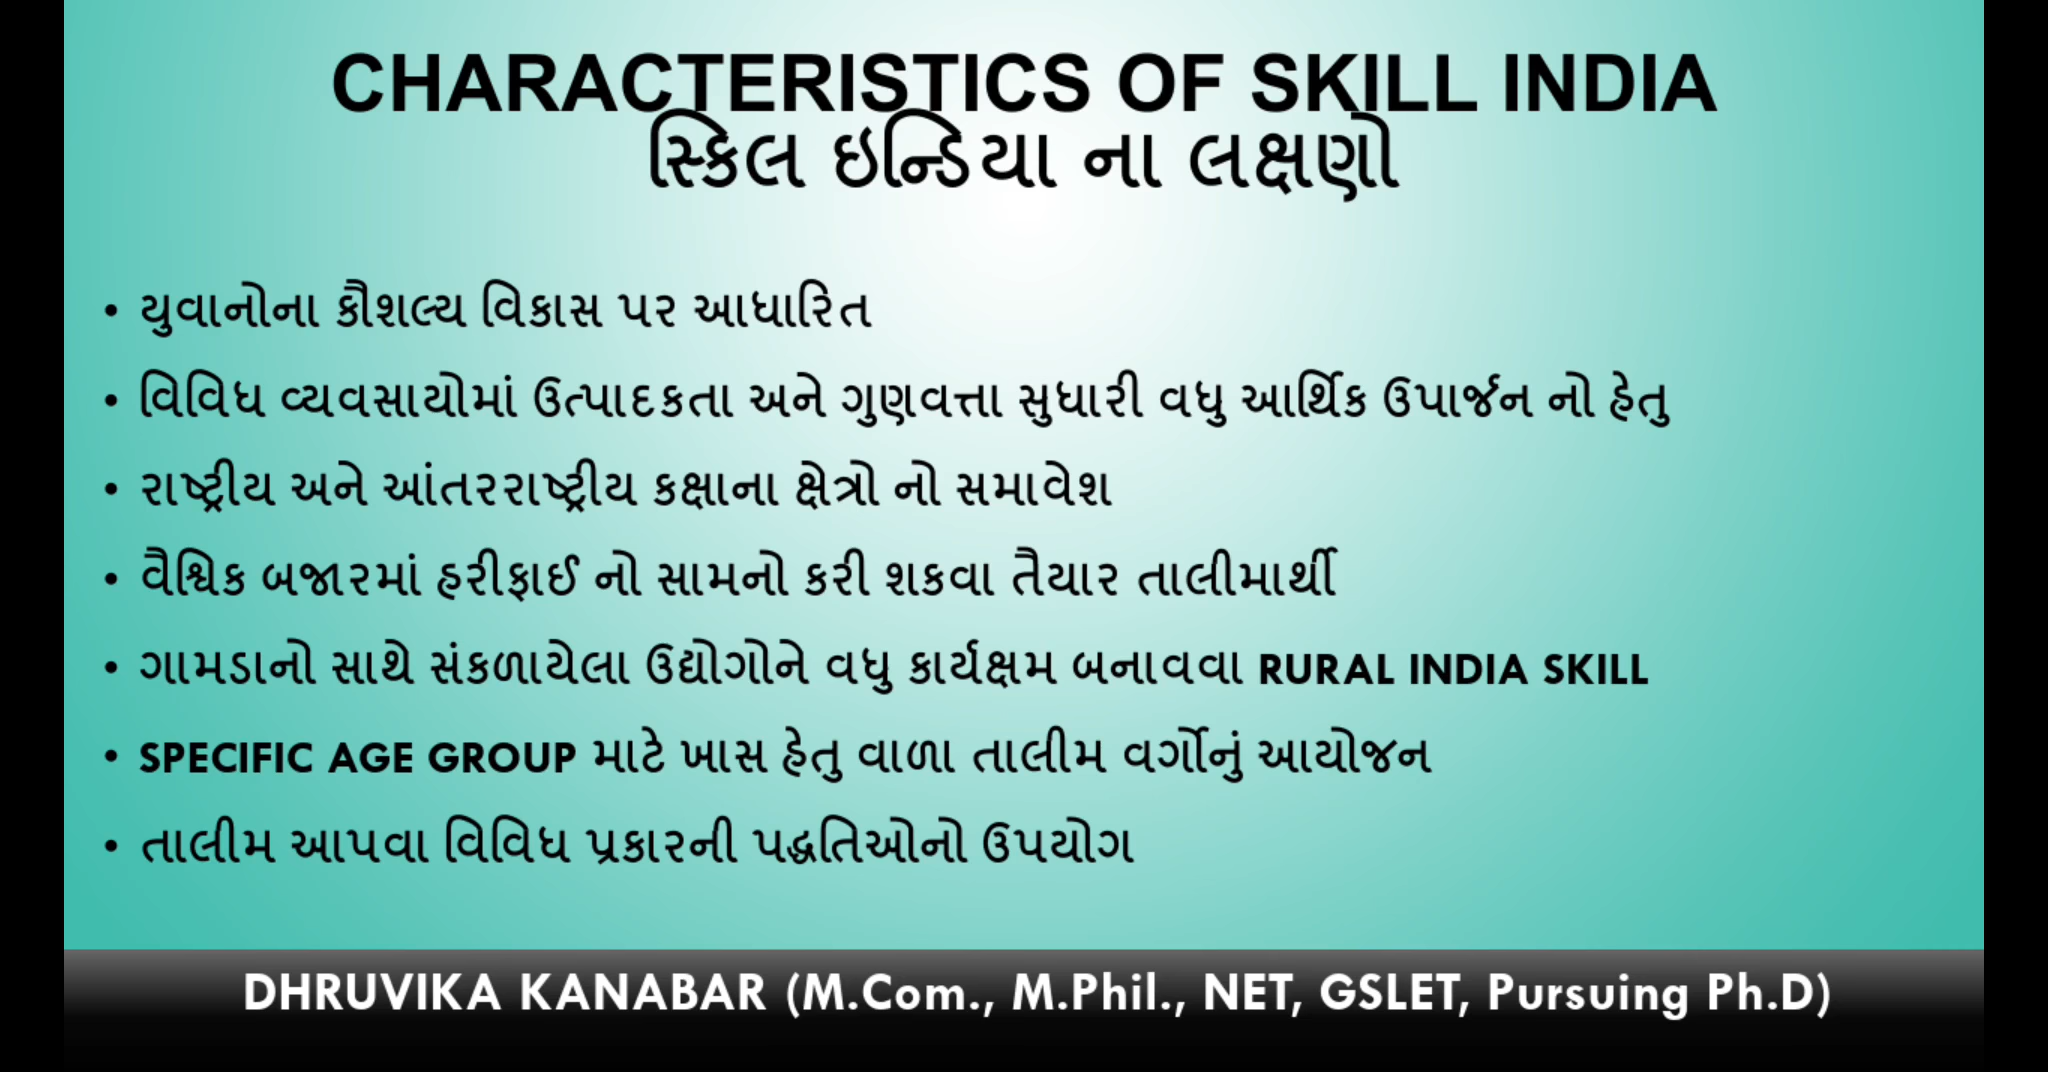 CHARACTERISTICS OF SKILL INDIA
સ્કિલ ઇન્ડિયા ના લક્ષણો
• યુવાનોના કૌશલ્ય વિકાસ પર આધારિત
• વિવિધ વ્યવસાયોમાં ઉત્પાદકતા અને ગુણવત્તા સુધારી વધુ આર્થિક ઉપાર્જન નો હેતુ
• રાષ્ટ્રીય અને આંતરરાષ્ટ્રીય કક્ષાના ક્ષેત્રો નો સમાવેશ
• વૈશ્વિક બજારમાં હરીફાઈ નો સામનો કરી શકવા તૈયાર તાલીમાર્થી
• ગામડાનો સાથે સંકળાયેલા ઉદ્યોગોને વધુ કાર્યક્ષમ બનાવવા RURAL INDIA SKILL
• SPECIFIC AGE GROUP માટે ખાસ હેતુ વાળા તાલીમ વર્ગોનું આયોજન
• તાલીમ આપવા વિવિધ પ્રકારની પદ્ધતિઓનો ઉપયોગ
DHRUVIKA KANABAR (M.Com., M.Phil., NET, GSLET, Pursuing Ph.D)